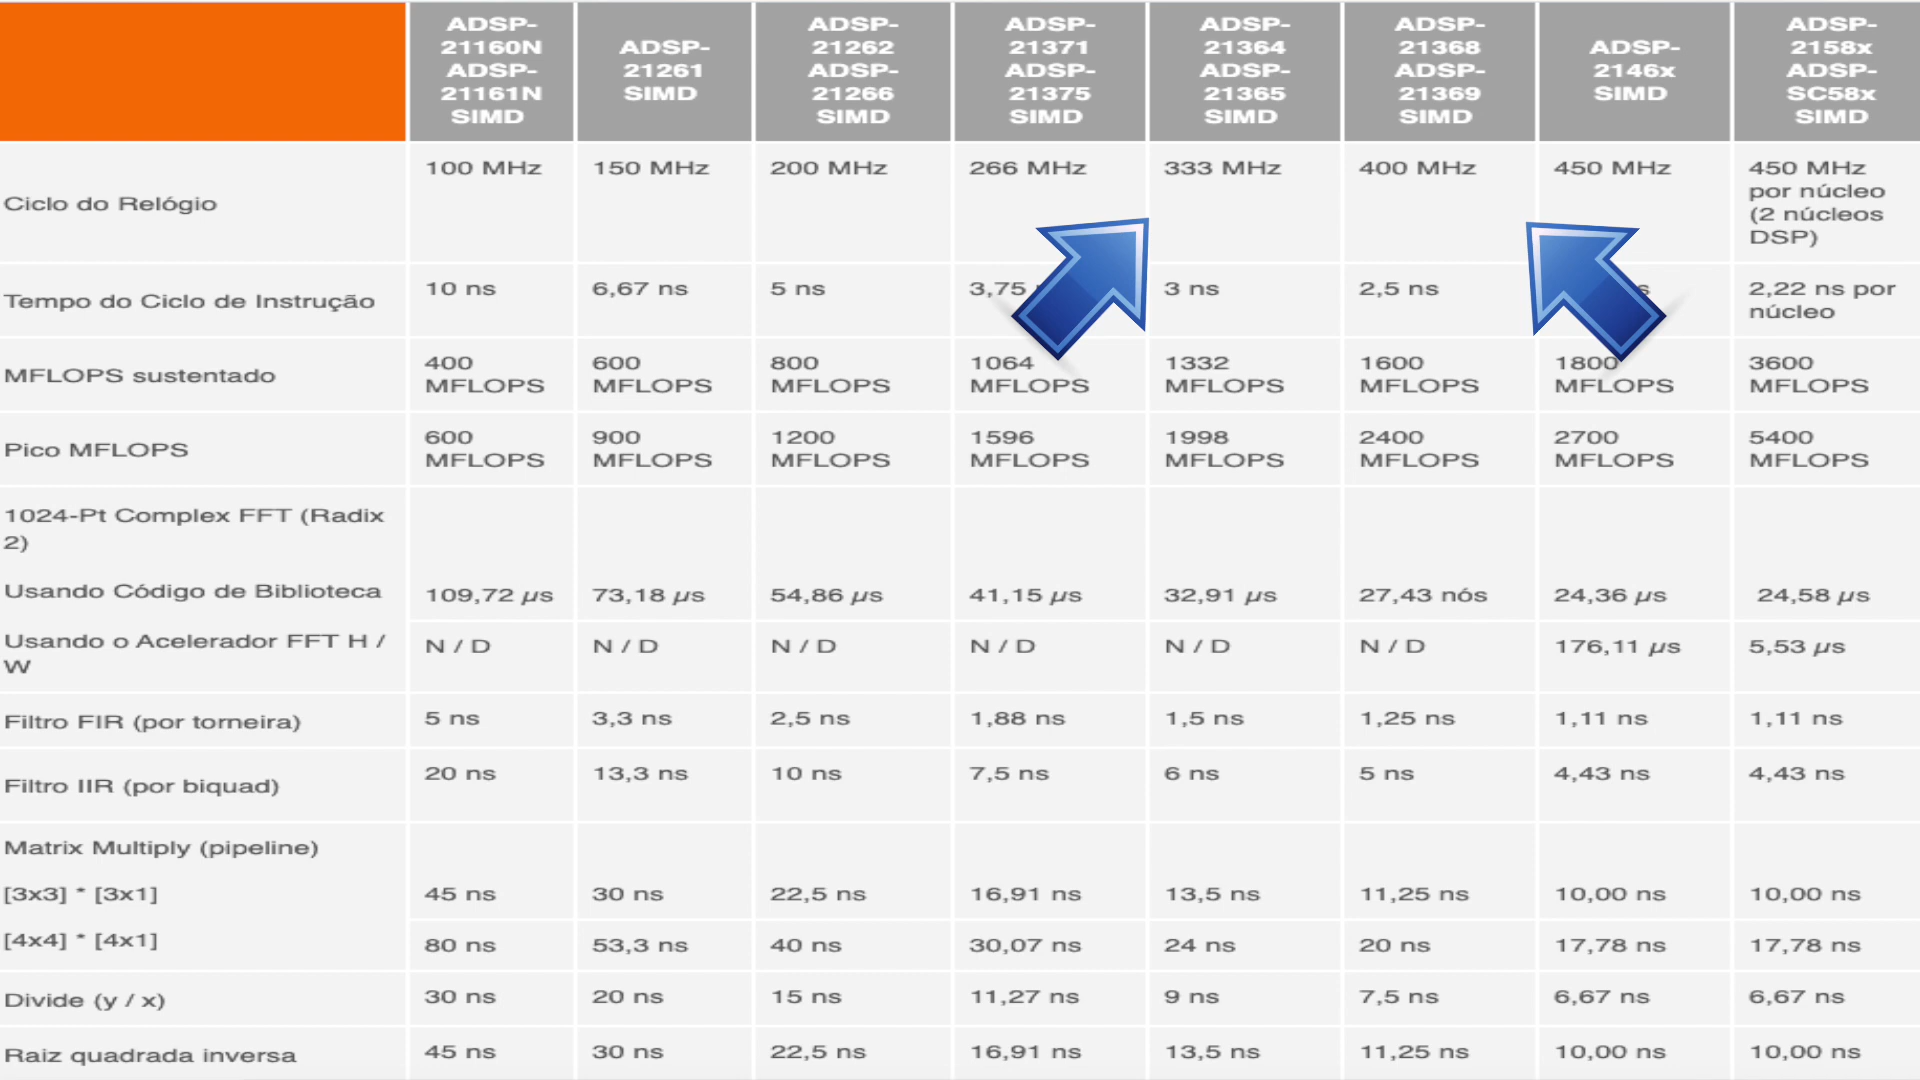 ADSP-
21160N
ADSP-
21161N
SIMD
ADSP-
21261
SIMD
ADSP-
21262
ADSP-
21266
SIMD
ADSP-
21371
ADSP-
21375
SIMD
ADSP-
21364
ADSP-
21365
SIMD
ADSP-
21368
ADSP-
21369
SIMD
ADSP-
2146x
SIMD
ADSP-
2158x
ADSP-
SC58x
SIMD
Ciclo do Relógio
100 MHz
150 MHz
200 MHz
266 MHz
333 MHz
400 MHz
450 MHz
450 MHz
por núcleo
(2 núcleos
DSP)
Tempo do Ciclo de Instrução
10 ns
6,67 ns
5 ns
3,75
3 ns
2,5 ns
2,22 ns por
núcleo
MFLOPS sustentado
400
MFLOPS
600
MFLOPS
800
MFLOPS
1064
MFLOPS
1332
MFLOPS
1600
MFLOPS
1800
MFLOPS
3600
MFLOPS
Pico MFLOPS
600
MFLOPS
900
MFLOPS
1200
MFLOPS
1596
MFLOPS
1998
MFLOPS
2400
MFLOPS
2700
MFLOPS
5400
MFLOPS
1024-Pt Complex FFT (Radix
2)
Usando Código de Biblioteca
109,72 µs
73,18 µs
54,86 µs
41,15 µs
32,91 µs
27,43 nós
24,36 µs
24,58 µs
Usando o Acelerador FFT H /
W
N / D
N / D
N / D
N / D
N / D
N / D
176,11 µs
5,53 µs
Filtro FIR (por torneira)
5 ns
3,3 ns
2,5 ns
1,88 ns
1,5 ns
1,25 ns
1,11 ns
1,11 ns
Filtro IIR (por biquad)
20 ns
13,3 ns
10 ns
7,5 ns
6 ns
5 ns
4,43 ns
4,43 ns
Matrix Multiply (pipeline)
[3x3] * [3x1]
45 ns
30 ns
22,5 ns
16,91 ns
13,5 ns
11,25 ns
10,00 ns
10,00 ns
[4x4] * [4x1]
80 ns
53,3 ns
40 ns
30,07 ns
24 ns
20 ns
17,78 ns
17,78 ns
Divide (y / x)
30 ns
20 ns
15 ns
11,27 ns
9 ns
7,5 ns
6,67 ns
6,67 ns
Raiz quadrada inversa
45 ns
30 ns
22,5 ns
16,91 ns
13,5 ns
11,25 ns
10,00 ns
10,00 ns